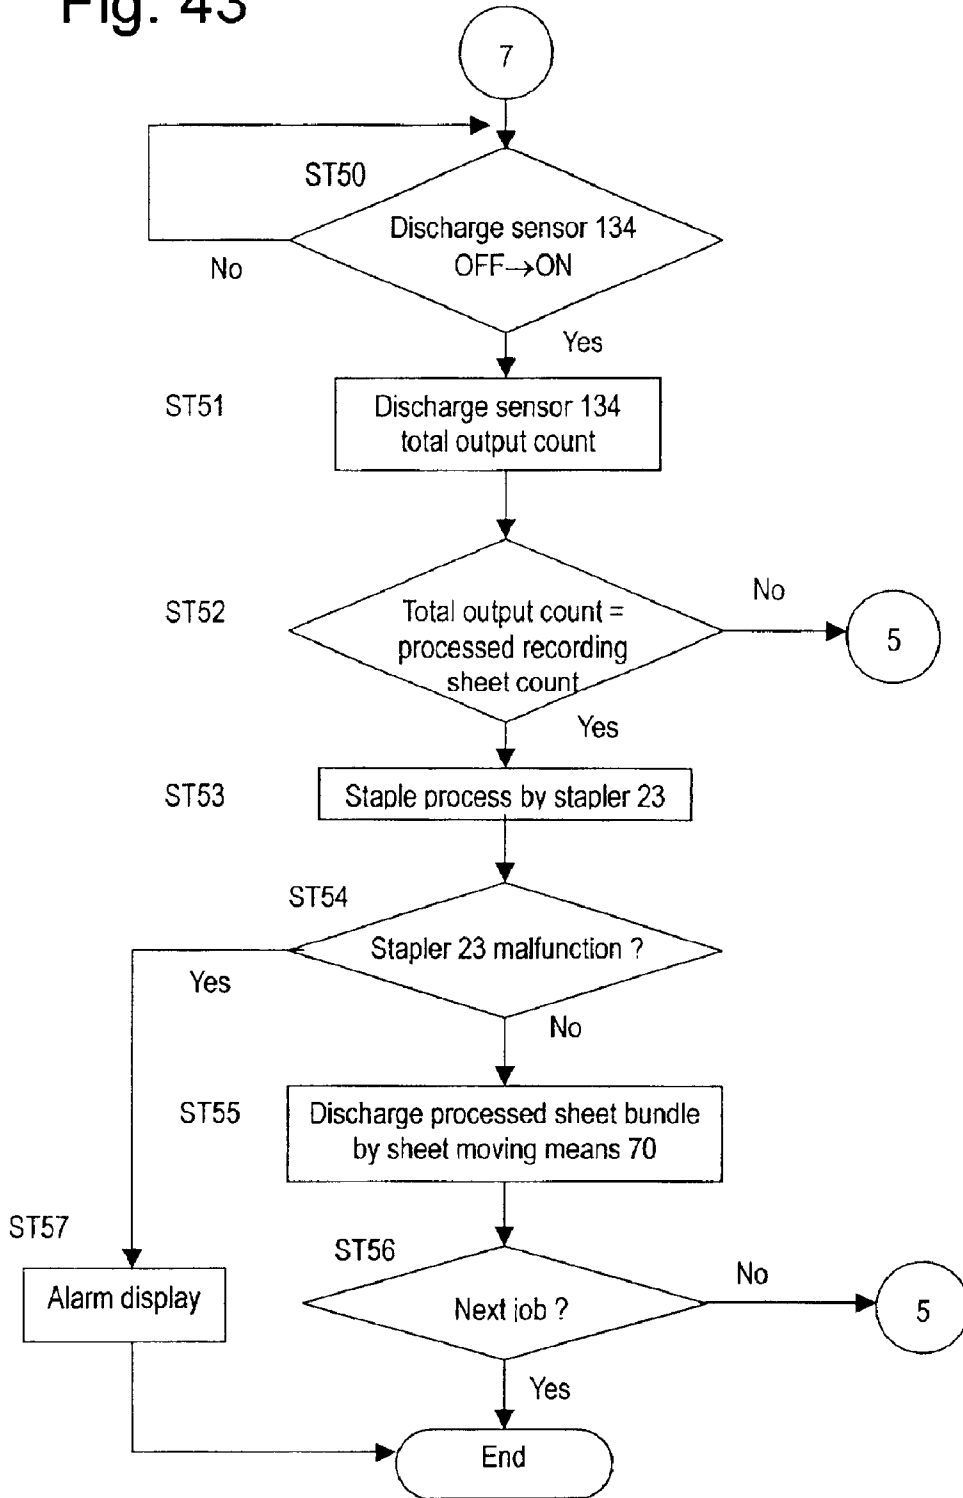 Fig. 43
7
ST50
Discharge sensor 134
OFF→ON
No
Yes
ST51
Discharge sensor 134
total output count
ST52
Total output count =
processed recording
sheet count
No
5
Yes
ST53
Staple process by stapler 23
ST54
Stapler 23 malfunction ?
Yes
No
ST55
Discharge processed sheet bundle
by sheet moving means 70
ST57
Alarm display
ST56
Next job ?
No
5
Yes
End